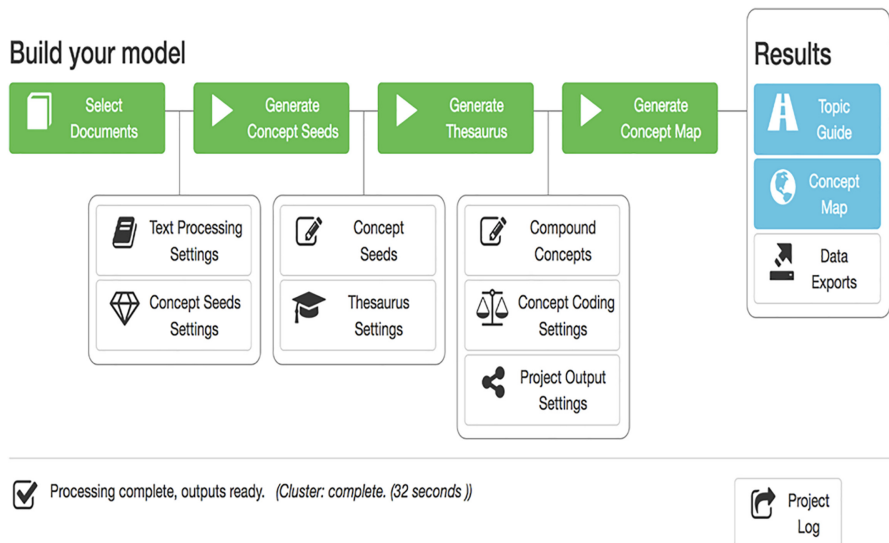 Build your model
Results
Select
Documents
Generate
Concept Seeds
Generate
Thesaurus
Generate
Concept Map
Topic
Guide
Concept
Map
Data
Exports
Text Processing
Settings
Concept Seeds
Settings
Concept
Seeds
Thesaurus
Settings
Compound
Concepts
Concept Coding
Settings
Project Output
Settings
Processing complete, outputs ready. (Cluster: complete. (32 seconds ))
Project
Log